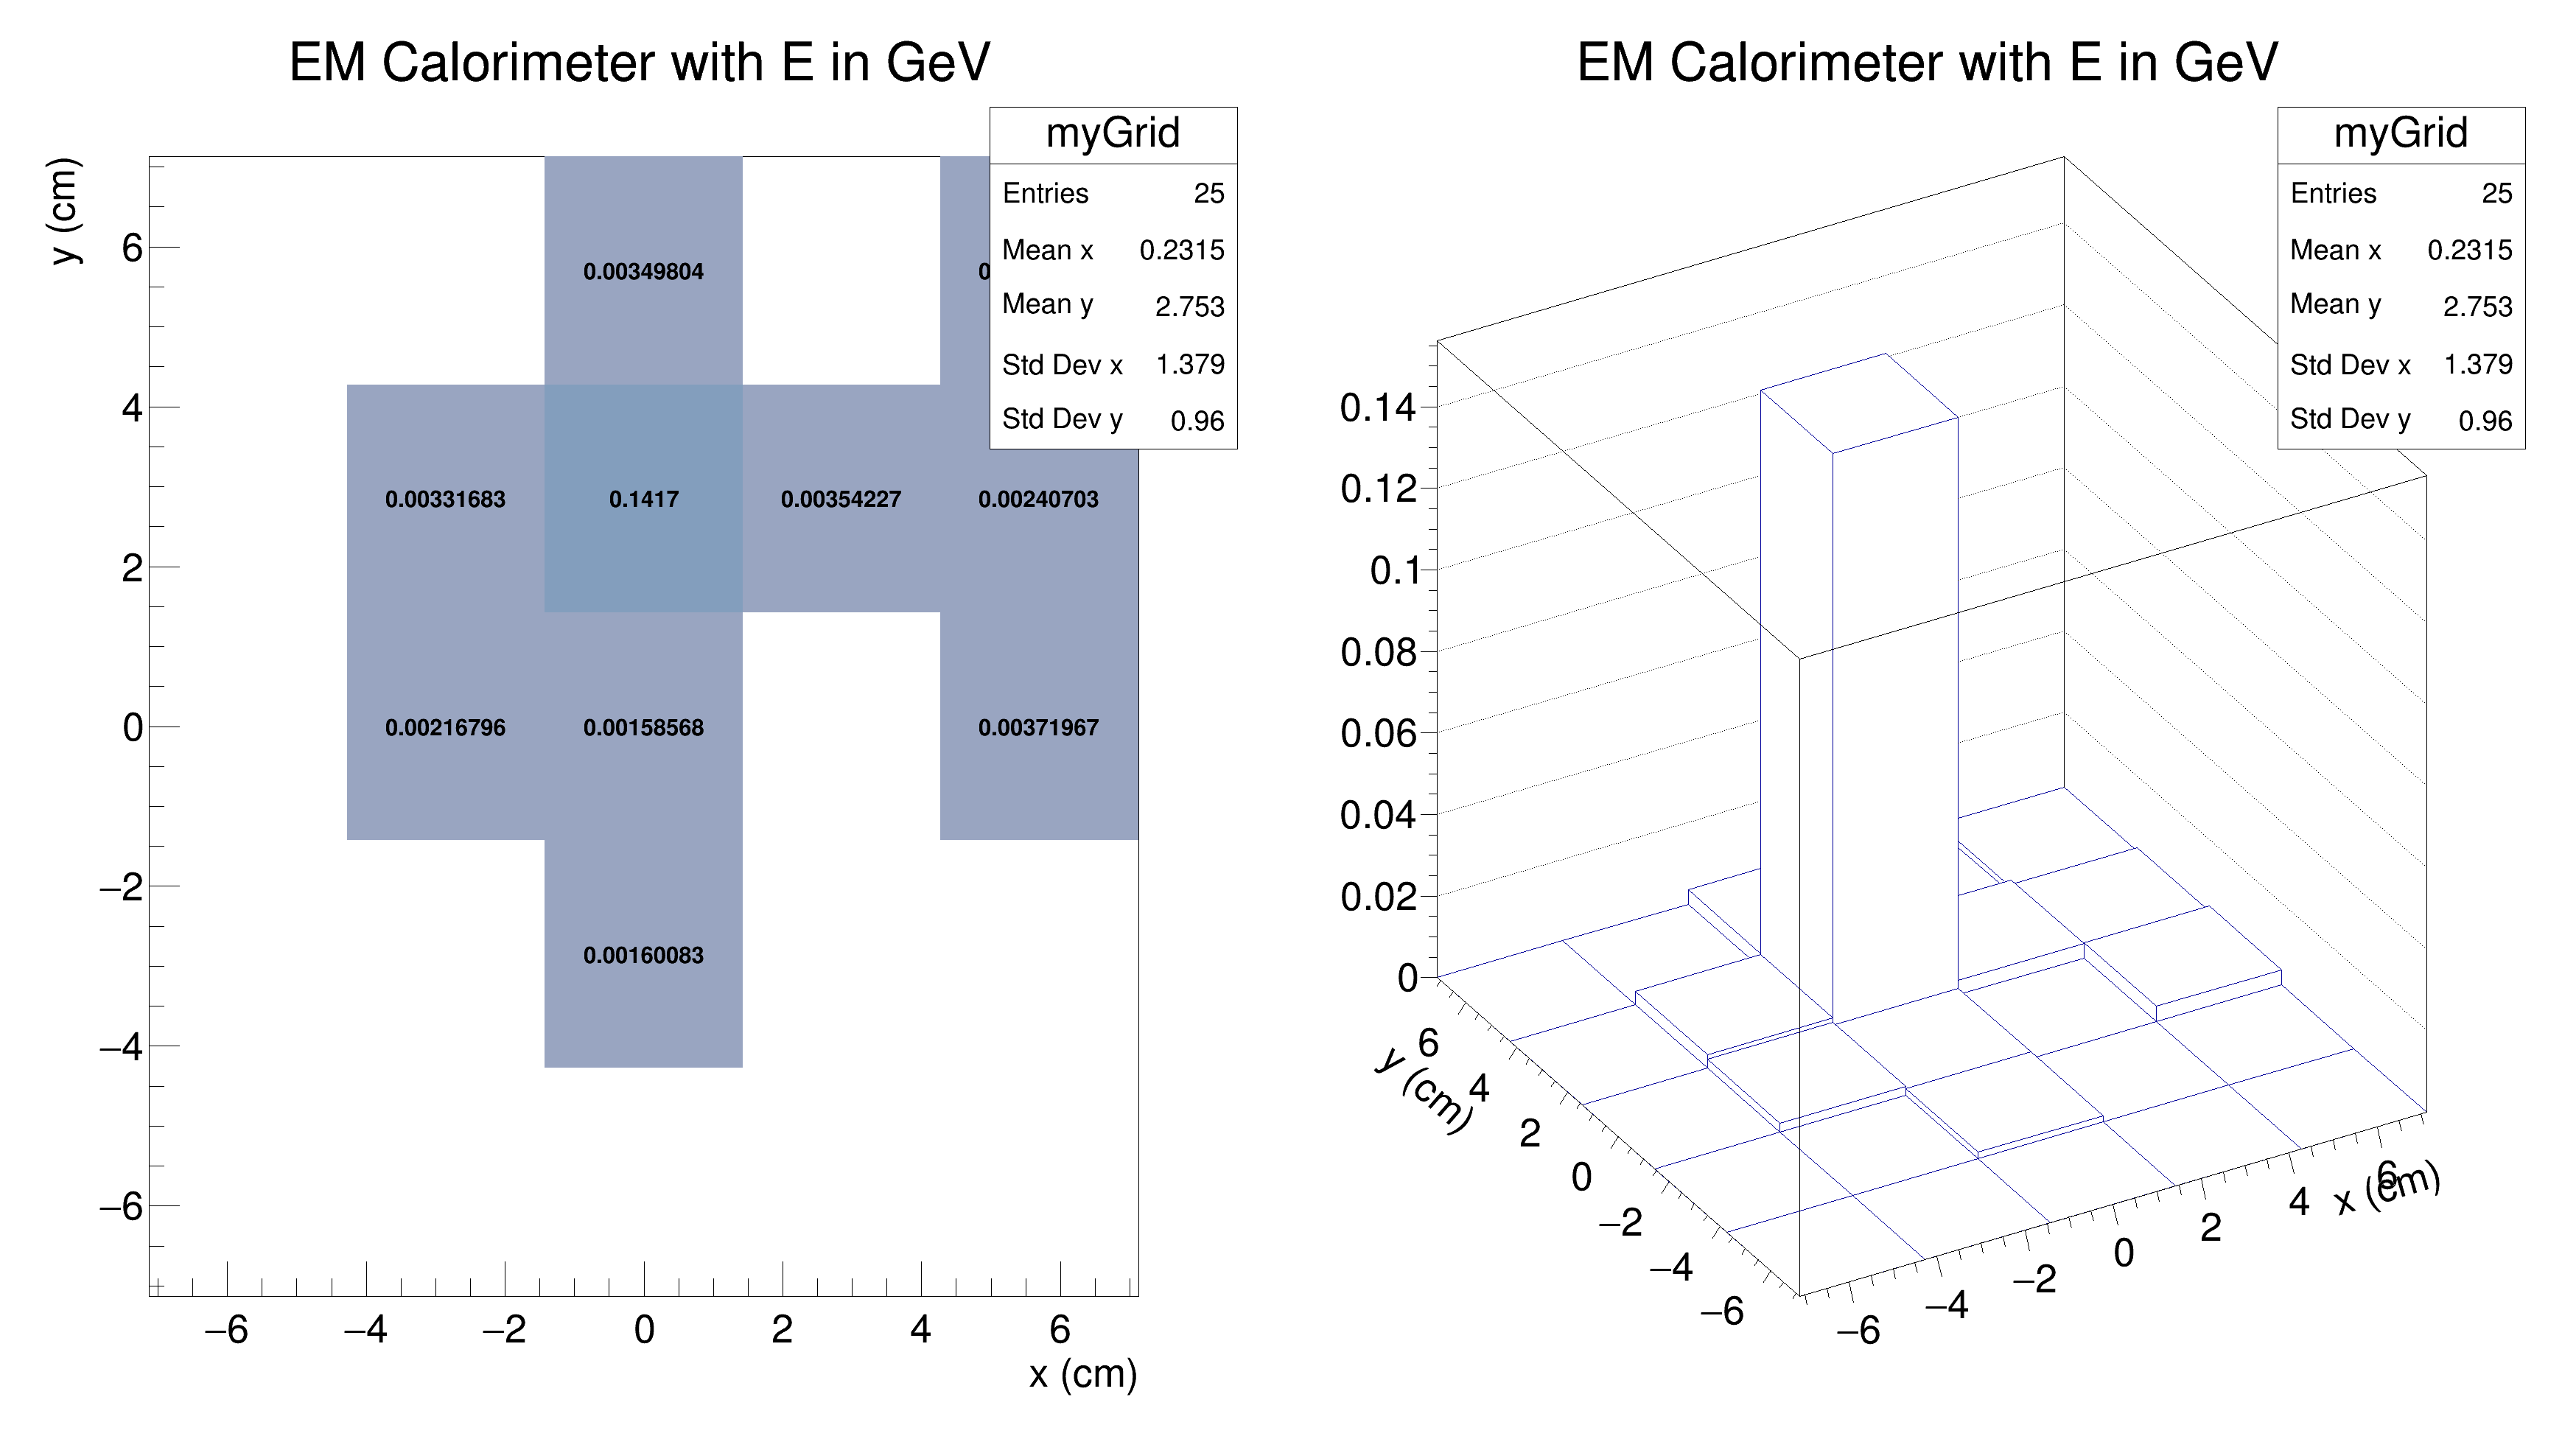 EM Calorimeter with E in GeV
myGrid
Entries 25
Mean x 0.2315
Mean y 2.753
Std Dev x 1.379
Std Dev y 0.96
y (cm)
6
4
2
0
−2
−4
−6
0.00349804
0
0.00331683 0.1417 0.00354227 0.00240703
0.00216796 0.00158568 0.00371967
0.00160083
−6 −4 −2 0 2 4 6
x (cm)
EM Calorimeter with E in GeV
myGrid
Entries 25
Mean x 0.2315
Mean y 2.753
Std Dev x 1.379
Std Dev y 0.96
0.14
0.12
0.1
0.08
0.06
0.04
0.02
0
6
4
2
0
−2
−4
−6
y (cm)
−6
−4
−2
0
2
4
6
x (cm)